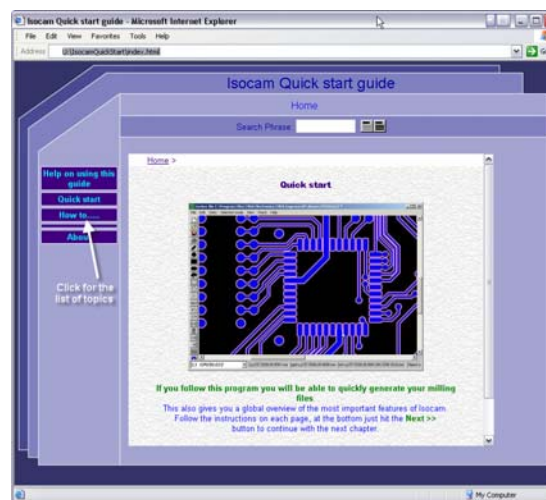 Isocam Quick start guide - Microsoft Internet Explorer
File Edit View Favorites Tools Help
Address U:\IsocamQuickStart\index.html
Isocam Quick start guide
Home
Search Phrase:
Home >
Help on using this
guide
Quick start
How to.....
About
Click for the
list of topics
Quick start
If you follow this program you will be able to quickly generate your milling
files.
This also gives you a global overview of the most important features of Isocam.
Follow the instructions on each page, at the bottom just hit the Next >>
button to continue with the next chapter.
My Computer